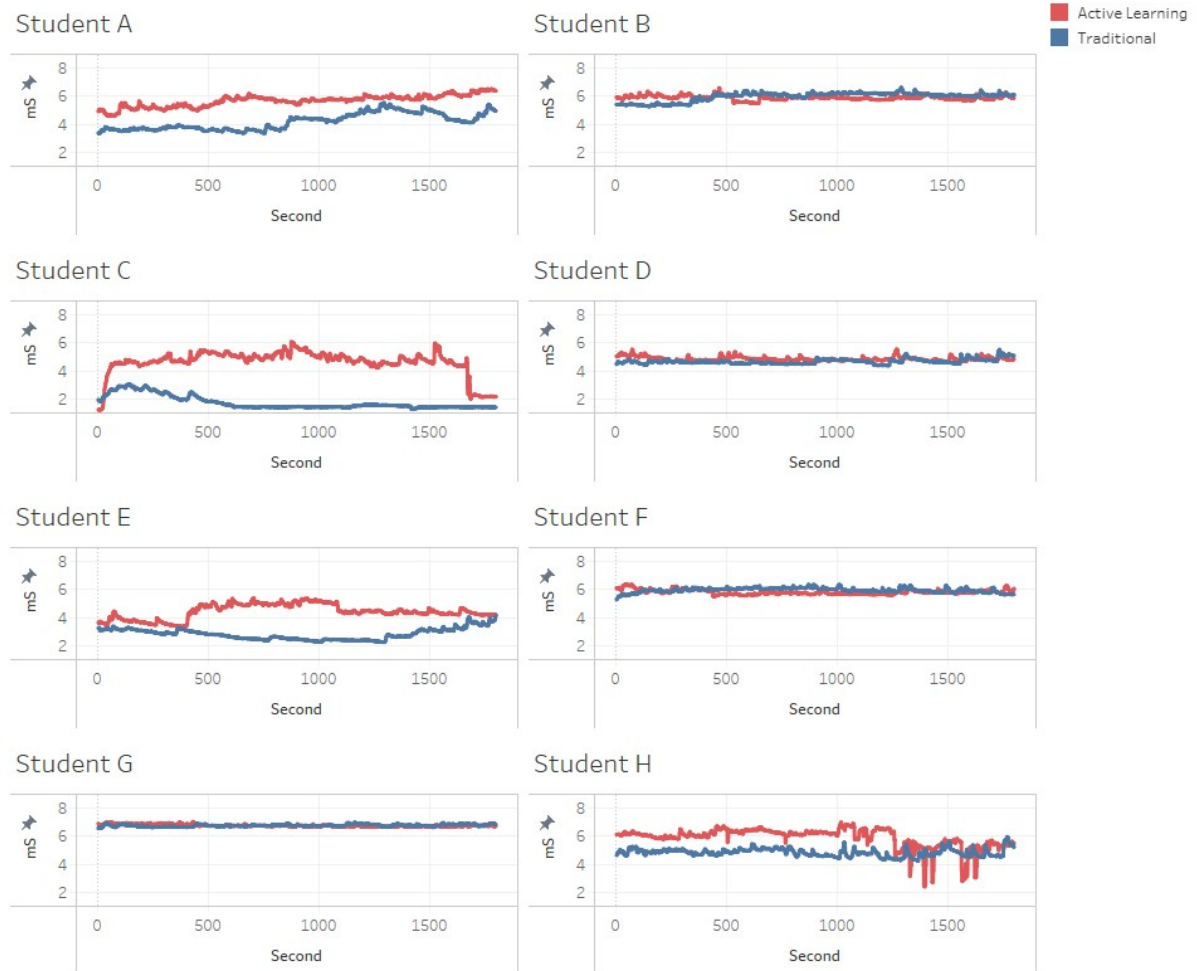 Active Learning
Traditional
Student A
8
6
4
2
mS
0 500 1000 1500
Second
Student B
8
6
4
2
mS
0 500 1000 1500
Second
Student C
8
6
4
2
mS
0 500 1000 1500
Second
Student D
8
6
4
2
mS
0 500 1000 1500
Second
Student E
8
6
4
2
mS
0 500 1000 1500
Second
Student F
8
6
4
2
mS
0 500 1000 1500
Second
Student G
8
6
4
2
mS
0 500 1000 1500
Second
Student H
8
6
4
2
mS
0 500 1000 1500
Second